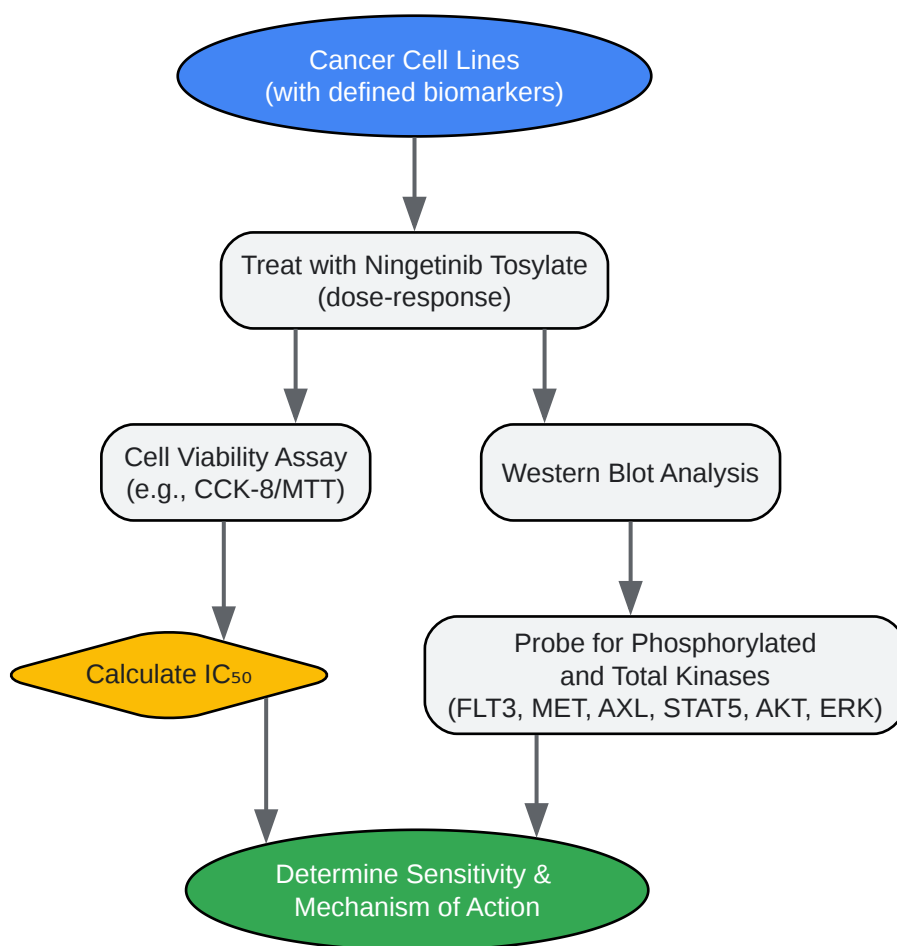 Cancer Cell Lines
(with defined biomarkers)
Treat with Ningetinib Tosylate
(dose-response)
Cell Viability Assay
(e.g., CCK-8/MTT)
Western Blot Analysis
Calculate IC₅₀
Probe for Phosphorylated
and Total Kinases
(FLT3, MET, AXL, STAT5, AKT, ERK)
Determine Sensitivity &
Mechanism of Action